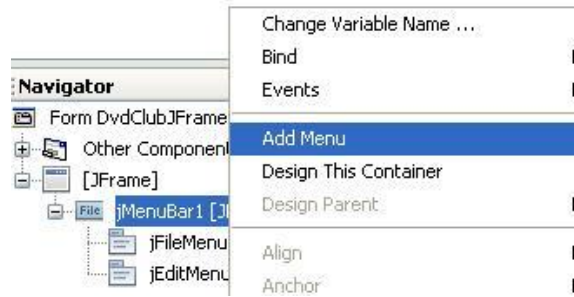 Change Variable Name ...
Bind
Events
Add Menu
Design This Container
Design Parent
Align
Anchor
Navigator
Form DvdClubJFrame
Other Componen
[JFrame]
File jMenuBar1 [J
jFileMenu
jEditMenu